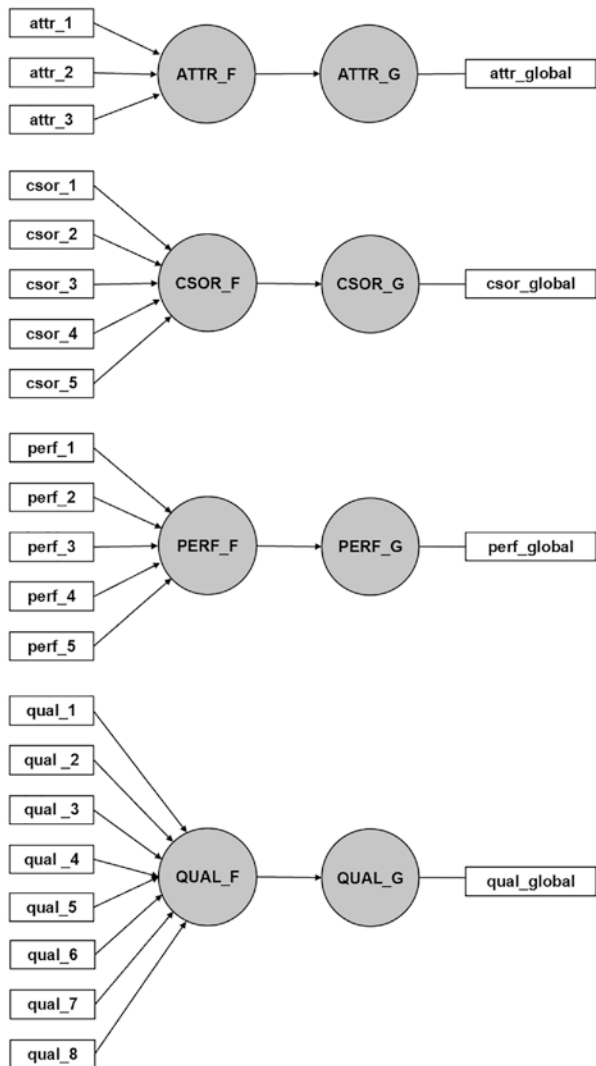 attr_1
attr_2
attr_3
ATTR_F
ATTR_G
attr_global
csor_1
csor_2
csor_3
csor_4
csor_5
CSOR_F
CSOR_G
csor_global
perf_1
perf_2
perf_3
perf_4
perf_5
PERF_F
PERF_G
perf_global
qual_1
qual _2
qual _3
qual _4
qual_5
qual_6
qual_7
qual_8
QUAL_F
QUAL_G
qual_global